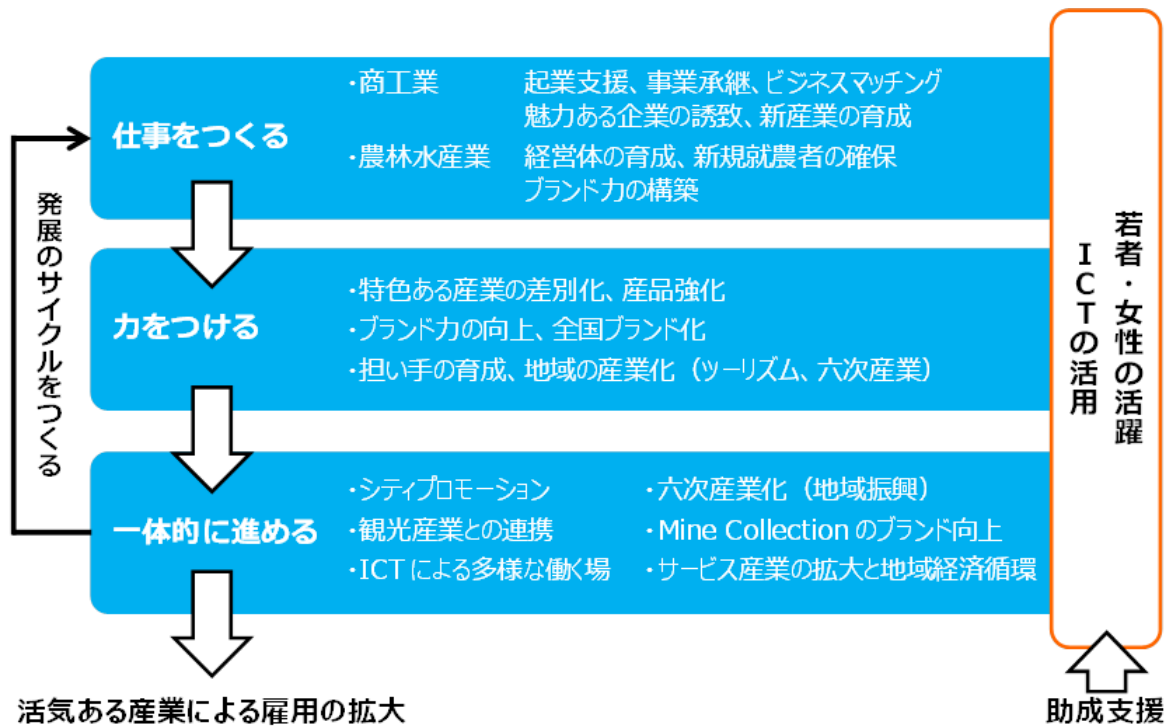 仕事をつくる
・商工業 起業支援、事業承継、ビジネスマッチング
魅力ある企業の誘致、新産業の育成
・農林水産業 経営体の育成、新規就農者の確保
ブランド力の構築
力をつける
・特色ある産業の差別化、産品強化
・ブランド力の向上、全国ブランド化
・担い手の育成、地域の産業化（ツーリズム、六次産業）
一体的に進める
・シティプロモーション
・観光産業との連携
・ICTによる多様な働く場
・六次産業化（地域振興）
・Mine Collection のブランド向上
・サービス産業の拡大と地域経済循環
発展のサイクルをつくる
若者・女性の活躍
ICTの活用
活気ある産業による雇用の拡大
助成支援